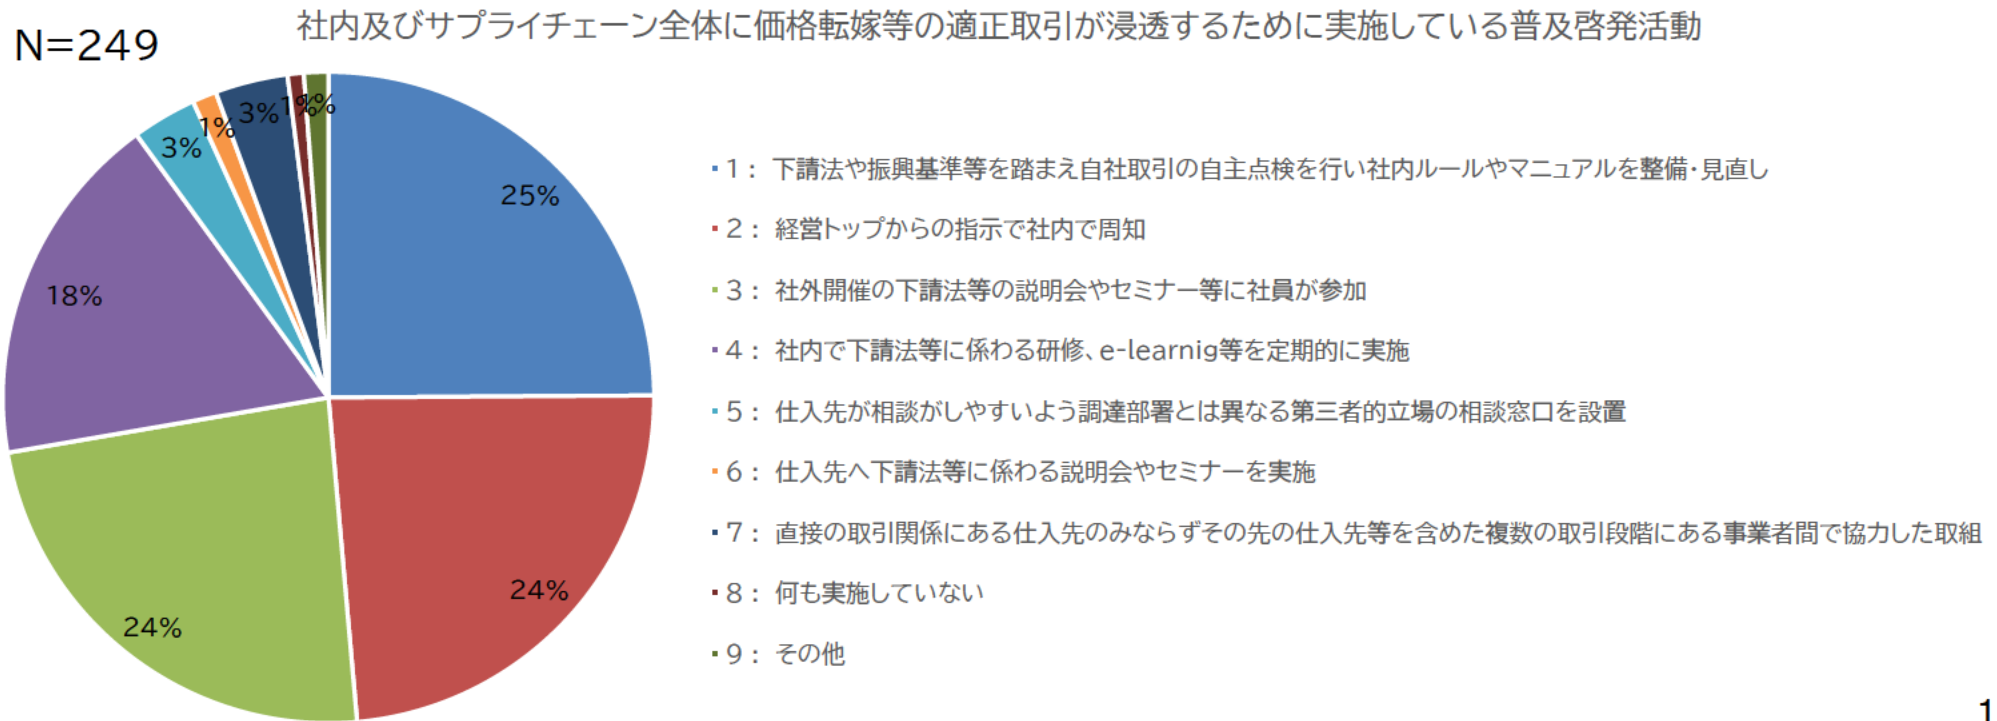 社内及びサプライチェーン全体に価格転嫁等の適正取引が浸透するために実施している普及啓発活動
N=249
25%
24%
24%
18%
3%
1%
3%
1%
1%
1： 下請法や振興基準等を踏まえ自社取引の自主点検を行い社内ルールやマニュアルを整備・見直し
2： 経営トップからの指示で社内で周知
3： 社外開催の下請法等の説明会やセミナー等に社員が参加
4： 社内で下請法等に係わる研修、e-learnig等を定期的に実施
5： 仕入先が相談がしやすいよう調達部署とは異なる第三者的立場の相談窓口を設置
6： 仕入先へ下請法等に係わる説明会やセミナーを実施
7： 直接の取引関係にある仕入先のみならずその先の仕入先等を含めた複数の取引段階にある事業者間で協力した取組
8： 何も実施していない
9： その他
1